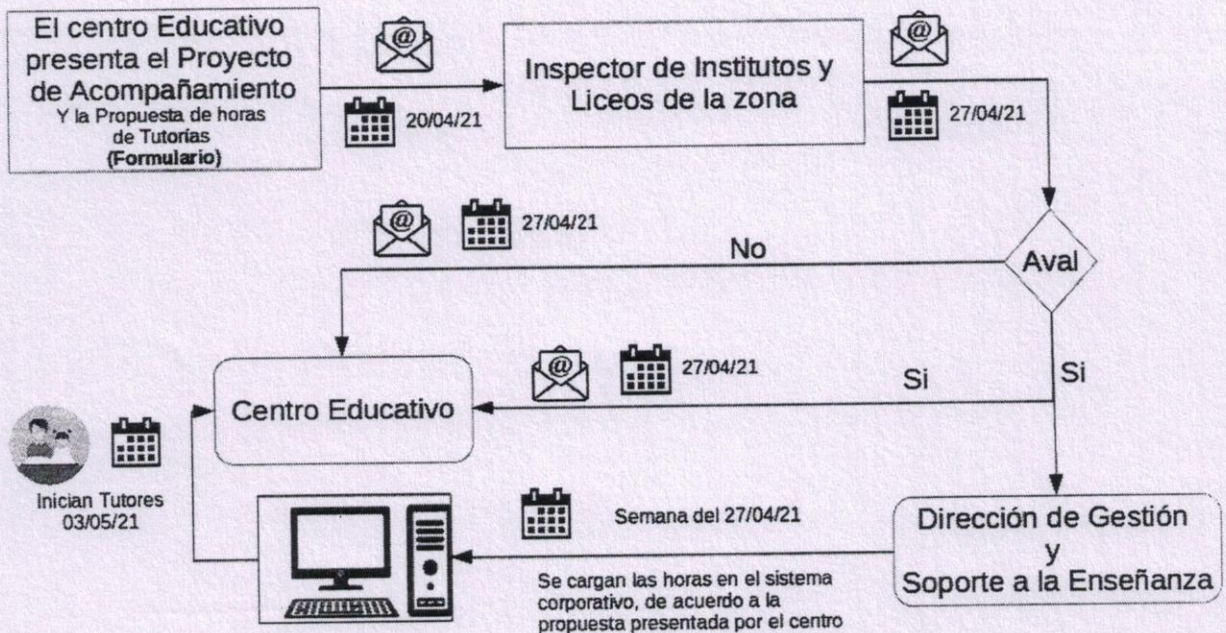 El centro Educativo
presenta el Proyecto
de Acompañamiento
Y la Propuesta de horas
de Tutorías
(Formulario)
@
20/04/21
Inspector de Institutos y
Liceos de la zona
@
27/04/21
@
27/04/21
No
Aval
@
27/04/21
Si
Si
Centro Educativo
Inician Tutores
03/05/21
Semana del 27/04/21
Se cargan las horas en el sistema
corporativo, de acuerdo a la
propuesta presentada por el centro
Dirección de Gestión
y
Soporte a la Enseñanza